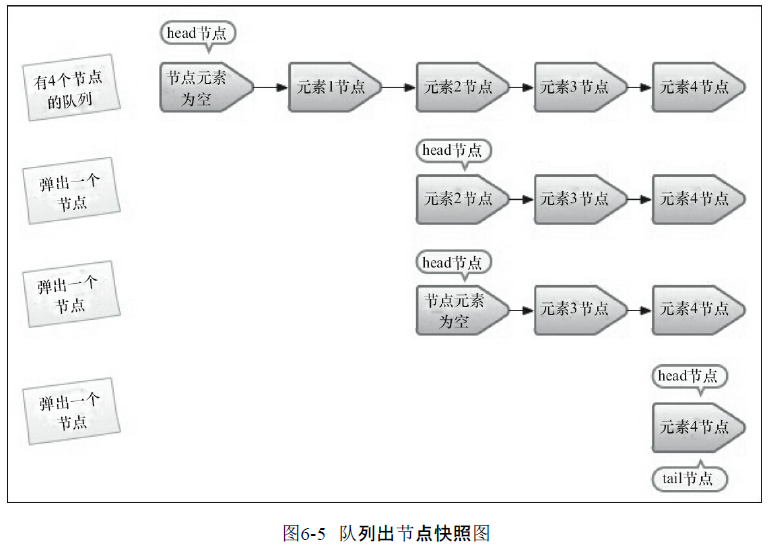 head节点
有4个节点
的队列
节点元素
为空
元素1节点
元素2节点
元素3节点
元素4节点
head节点
弹出一个
节点
元素2节点
元素3节点
元素4节点
head节点
弹出一个
节点
节点元素
为空
元素3节点
元素4节点
head节点
弹出一个
节点
元素4节点
tail节点
图6-5 队列出节点快照图